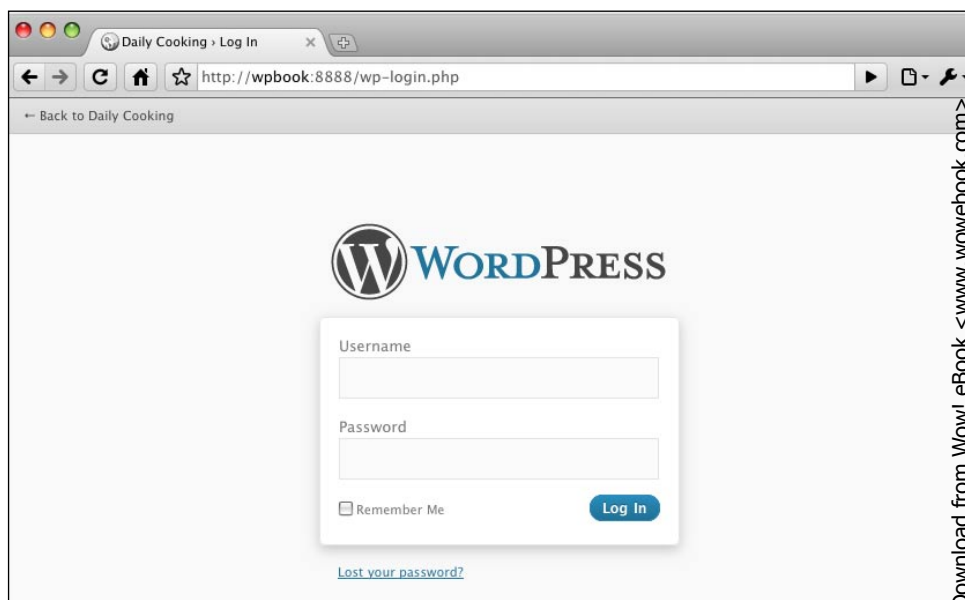 Daily Cooking › Log In
http://wpbook:8888/wp-login.php
← Back to Daily Cooking
WORDPRESS
Username
Password
Remember Me
Log In
Lost your password?
Download from Wow! eBook <www.wowebook.com>